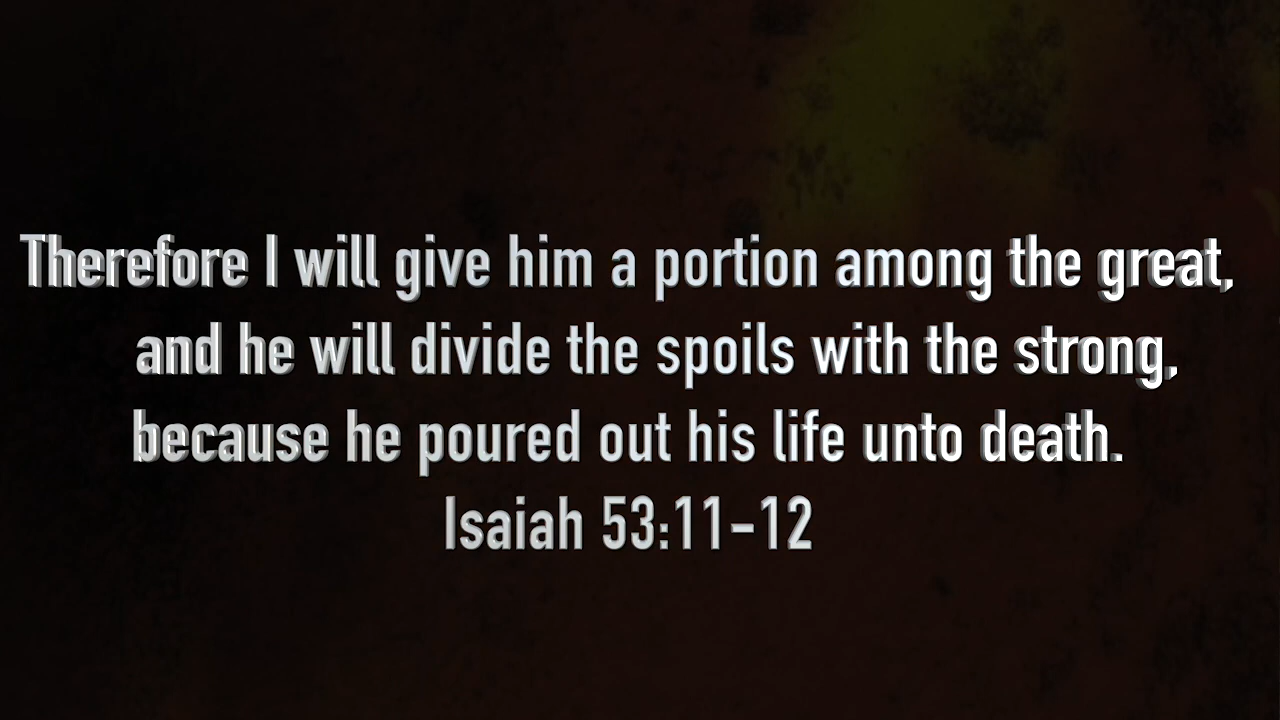 Therefore I will give him a portion among the great,
and he will divide the spoils with the strong,
because he poured out his life unto death.
Isaiah 53:11-12